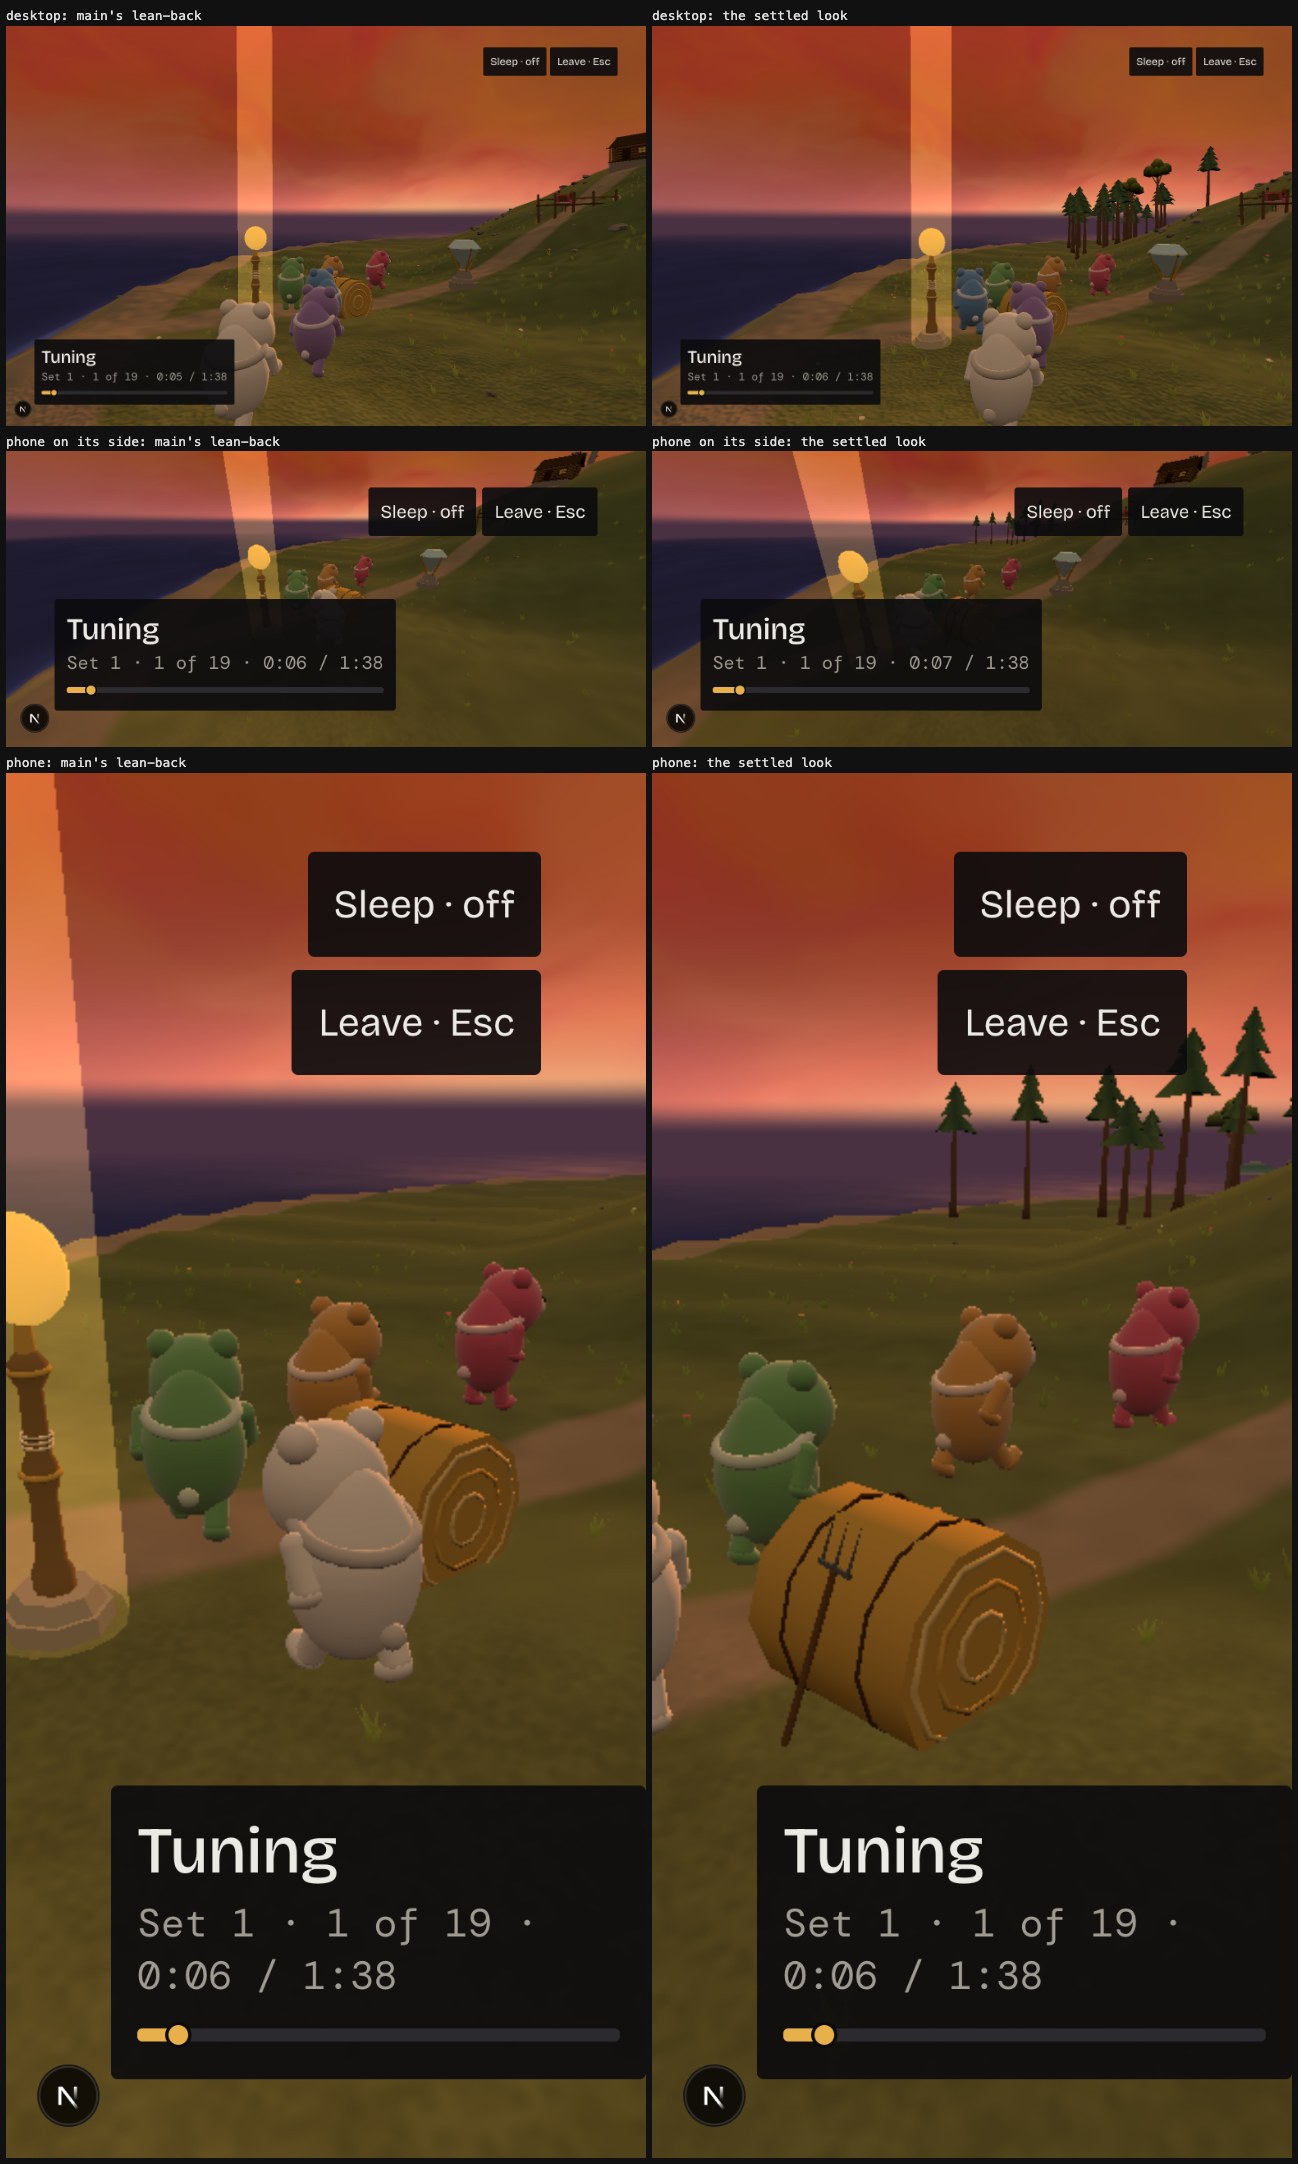 desktop: main's lean-back
desktop: the settled look
Sleep · off
Leave · Esc
Sleep · off
Leave · Esc
Tuning
Set 1 · 1 of 19 · 0:05 / 1:38
N
Tuning
Set 1 · 1 of 19 · 0:06 / 1:38
N
phone on its side: main's lean-back
phone on its side: the settled look
Sleep · off
Leave · Esc
Sleep · off
Leave · Esc
Tuning
Set 1 · 1 of 19 · 0:06 / 1:38
N
Tuning
Set 1 · 1 of 19 · 0:07 / 1:38
N
phone: main's lean-back
phone: the settled look
Sleep · off
Leave · Esc
Sleep · off
Leave · Esc
Tuning
Set 1 · 1 of 19 ·
0:06 / 1:38
N
Tuning
Set 1 · 1 of 19 ·
0:06 / 1:38
N